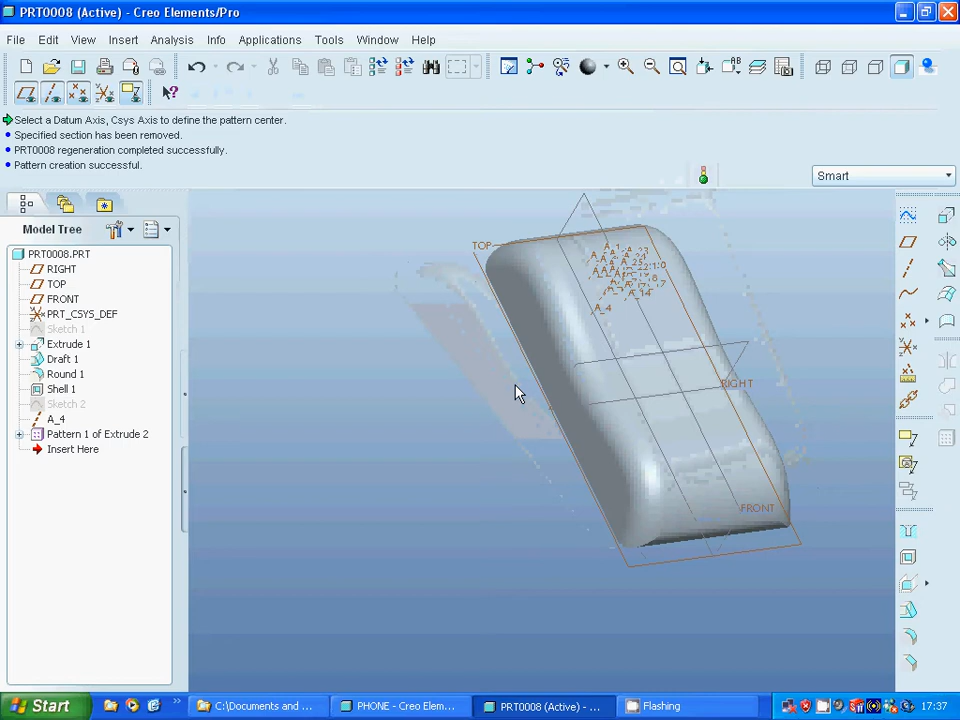 PRT0008 (Active) - Creo Elements/Pro
File Edit View Insert Analysis Info Applications Tools Window Help
Select a Datum Axis, Csys Axis to define the pattern center.
Specified section has been removed.
PRT0008 regeneration completed successfully.
Pattern creation successful.
Smart
Model Tree
PRT0008.PRT
RIGHT
TOP
FRONT
PRT_CSYS_DEF
Sketch 1
Extrude 1
Draft 1
Round 1
Shell 1
Sketch 2
A_4
Pattern 1 of Extrude 2
Insert Here
TOP
A_14
A_4
RIGHT
FRONT
Start
C:\Documents and ...
PHONE - Creo Elem...
PRT0008 (Active) - ...
Flashing
17:37